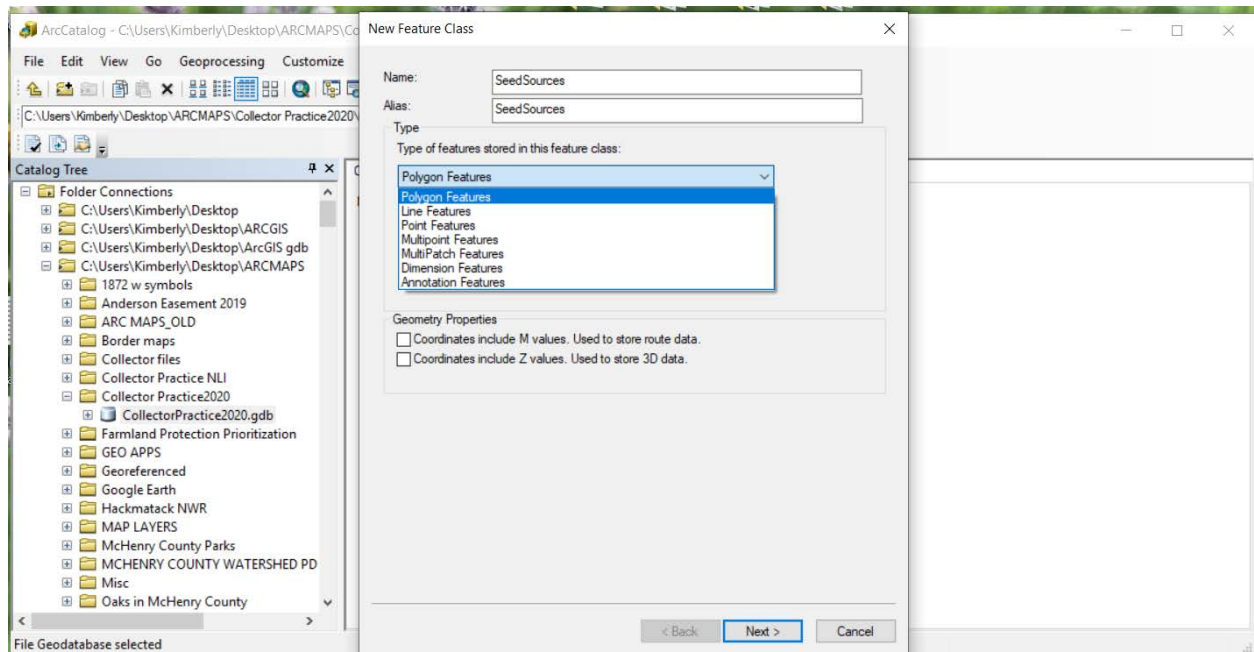 ArcCatalog - C:\Users\Kimberly\Desktop\ARCMAPS\Co
File Edit View Go Geoprocessing Customize
C:\Users\Kimberly\Desktop\ARCMAPS\Collector Practice2020\
Catalog Tree
Folder Connections
C:\Users\Kimberly\Desktop
C:\Users\Kimberly\Desktop\ARCGIS
C:\Users\Kimberly\Desktop\ArcGIS gdb
C:\Users\Kimberly\Desktop\ARCMAPS
1872 w symbols
Anderson Easement 2019
ARC MAPS_OLD
Border maps
Collector files
Collector Practice NLI
Collector Practice2020
CollectorPractice2020.gdb
Farmland Protection Prioritization
GEO APPS
Georeferenced
Google Earth
Hackmatack NWR
MAP LAYERS
McHenry County Parks
MCHENRY COUNTY WATERSHED PD
Misc
Oaks in McHenry County
File Geodatabase selected
New Feature Class
Name: SeedSources
Alias: SeedSources
Type
Type of features stored in this feature class:
Polygon Features
Polygon Features
Line Features
Point Features
Multipoint Features
MultiPatch Features
Dimension Features
Annotation Features
Geometry Properties
Coordinates include M values. Used to store route data.
Coordinates include Z values. Used to store 3D data.
< Back Next > Cancel